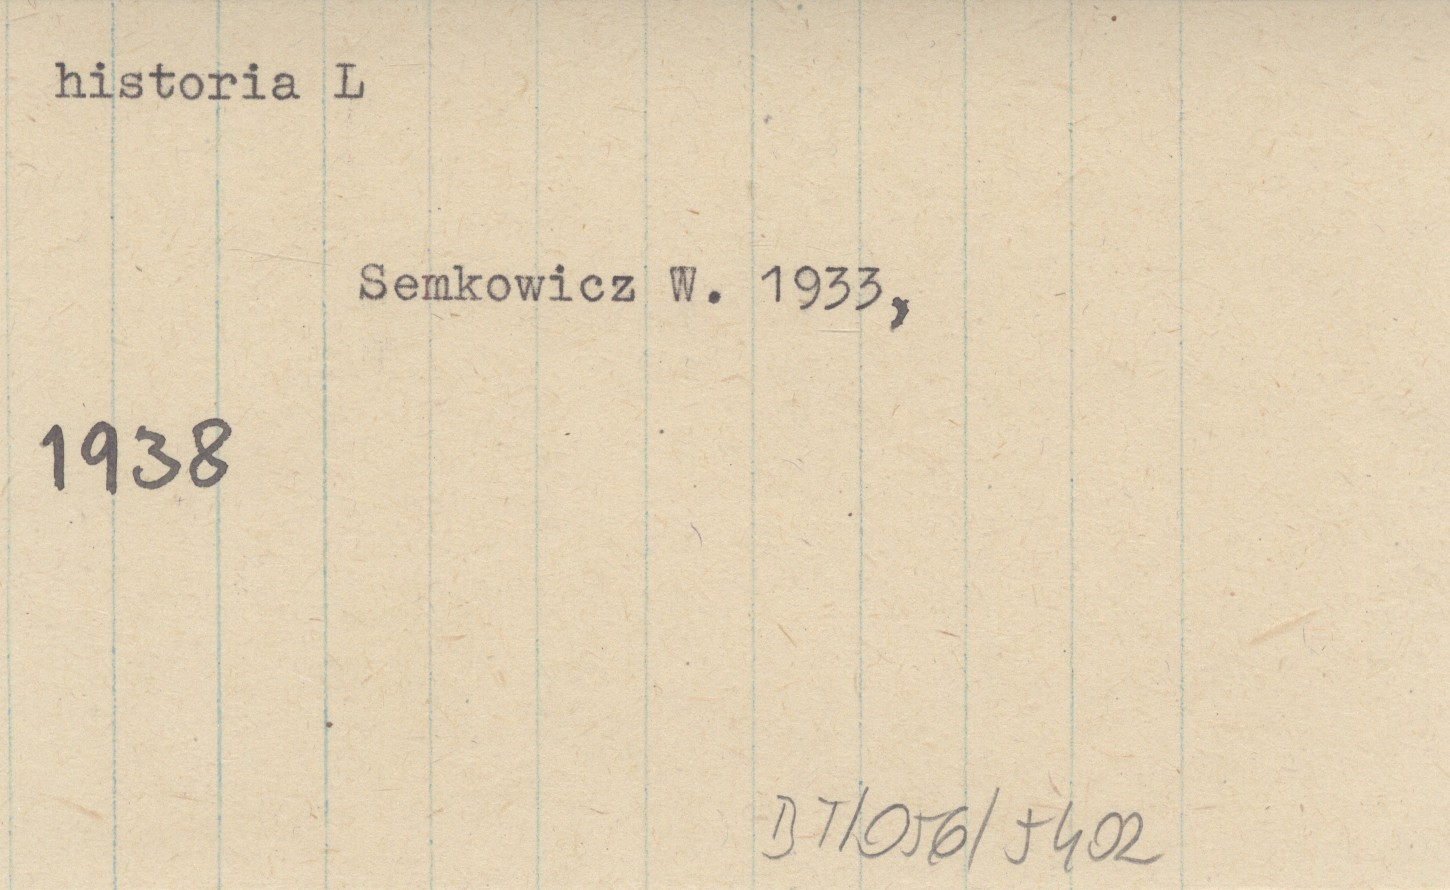 historia L
Semkowicz W. 1933,
1938
BT/056/5402